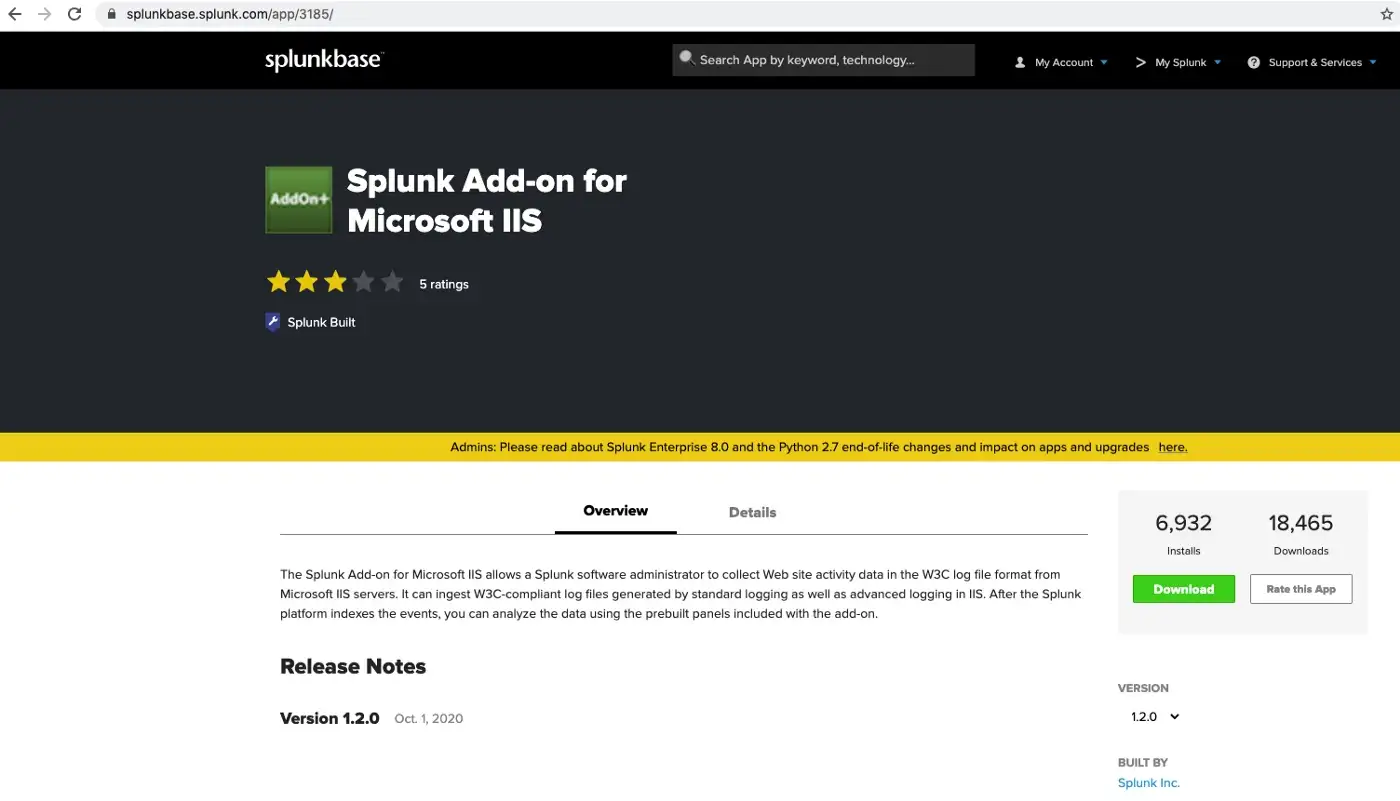 splunkbase.splunk.com/app/3185/
splunkbase™
Search App by keyword, technology...
My Account
My Splunk
Support & Services
AddOn+
Splunk Add-on for
Microsoft IIS
5 ratings
Splunk Built
Admins: Please read about Splunk Enterprise 8.0 and the Python 2.7 end-of-life changes and impact on apps and upgrades here.
Overview
Details
The Splunk Add-on for Microsoft IIS allows a Splunk software administrator to collect Web site activity data in the W3C log file format from
Microsoft IIS servers. It can ingest W3C-compliant log files generated by standard logging as well as advanced logging in IIS. After the Splunk
platform indexes the events, you can analyze the data using the prebuilt panels included with the add-on.
Release Notes
Version 1.2.0 Oct. 1, 2020
6,932 18,465
Installs Downloads
Download Rate this App
VERSION
1.2.0
BUILT BY
Splunk Inc.